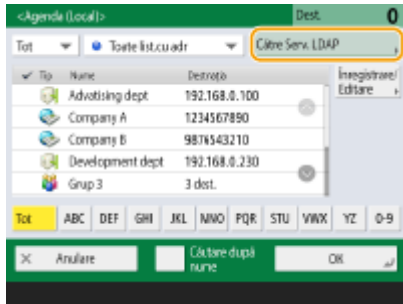 <Agenda (Local)>
Dest. 0
Tot
Toate list.cu adr
Către Serv. LDAP
Tip Nume Destinație
Înregistrare/
Editare
Advatising dept 192.168.0.100
Company A 1234567890
Company B 9876543210
Development dept 192.168.0.230
Grup 3 3 dest.
Tot ABC DEF GHI JKL MNO PQR STU VWX YZ 0-9
Anulare
Căutare după
nume
OK